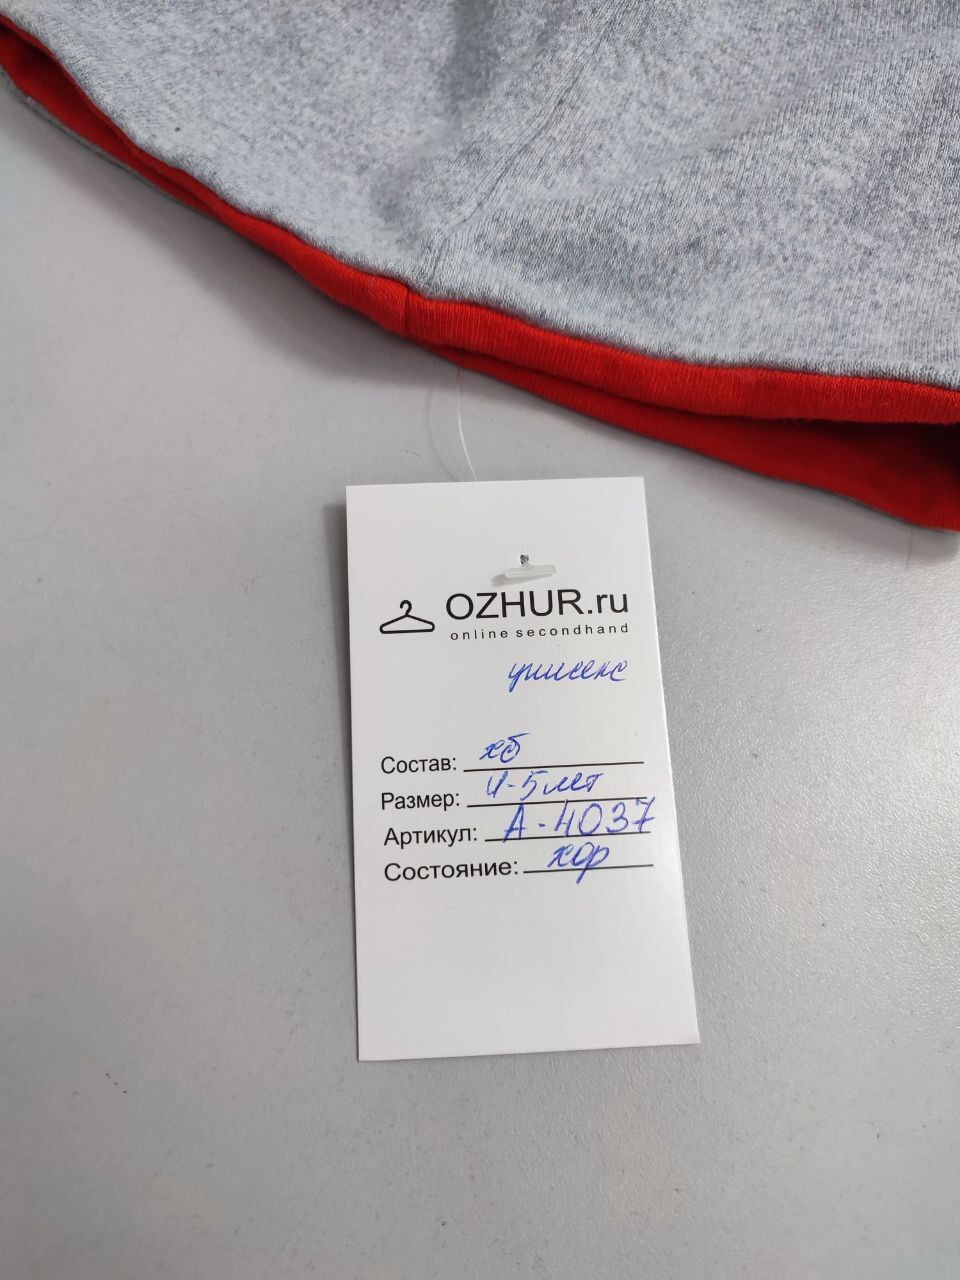 OZHUR.ru
online secondhand
унисекс
Состав: хб
Размер: 4-5 лет
Артикул: А-4037
Состояние: хор